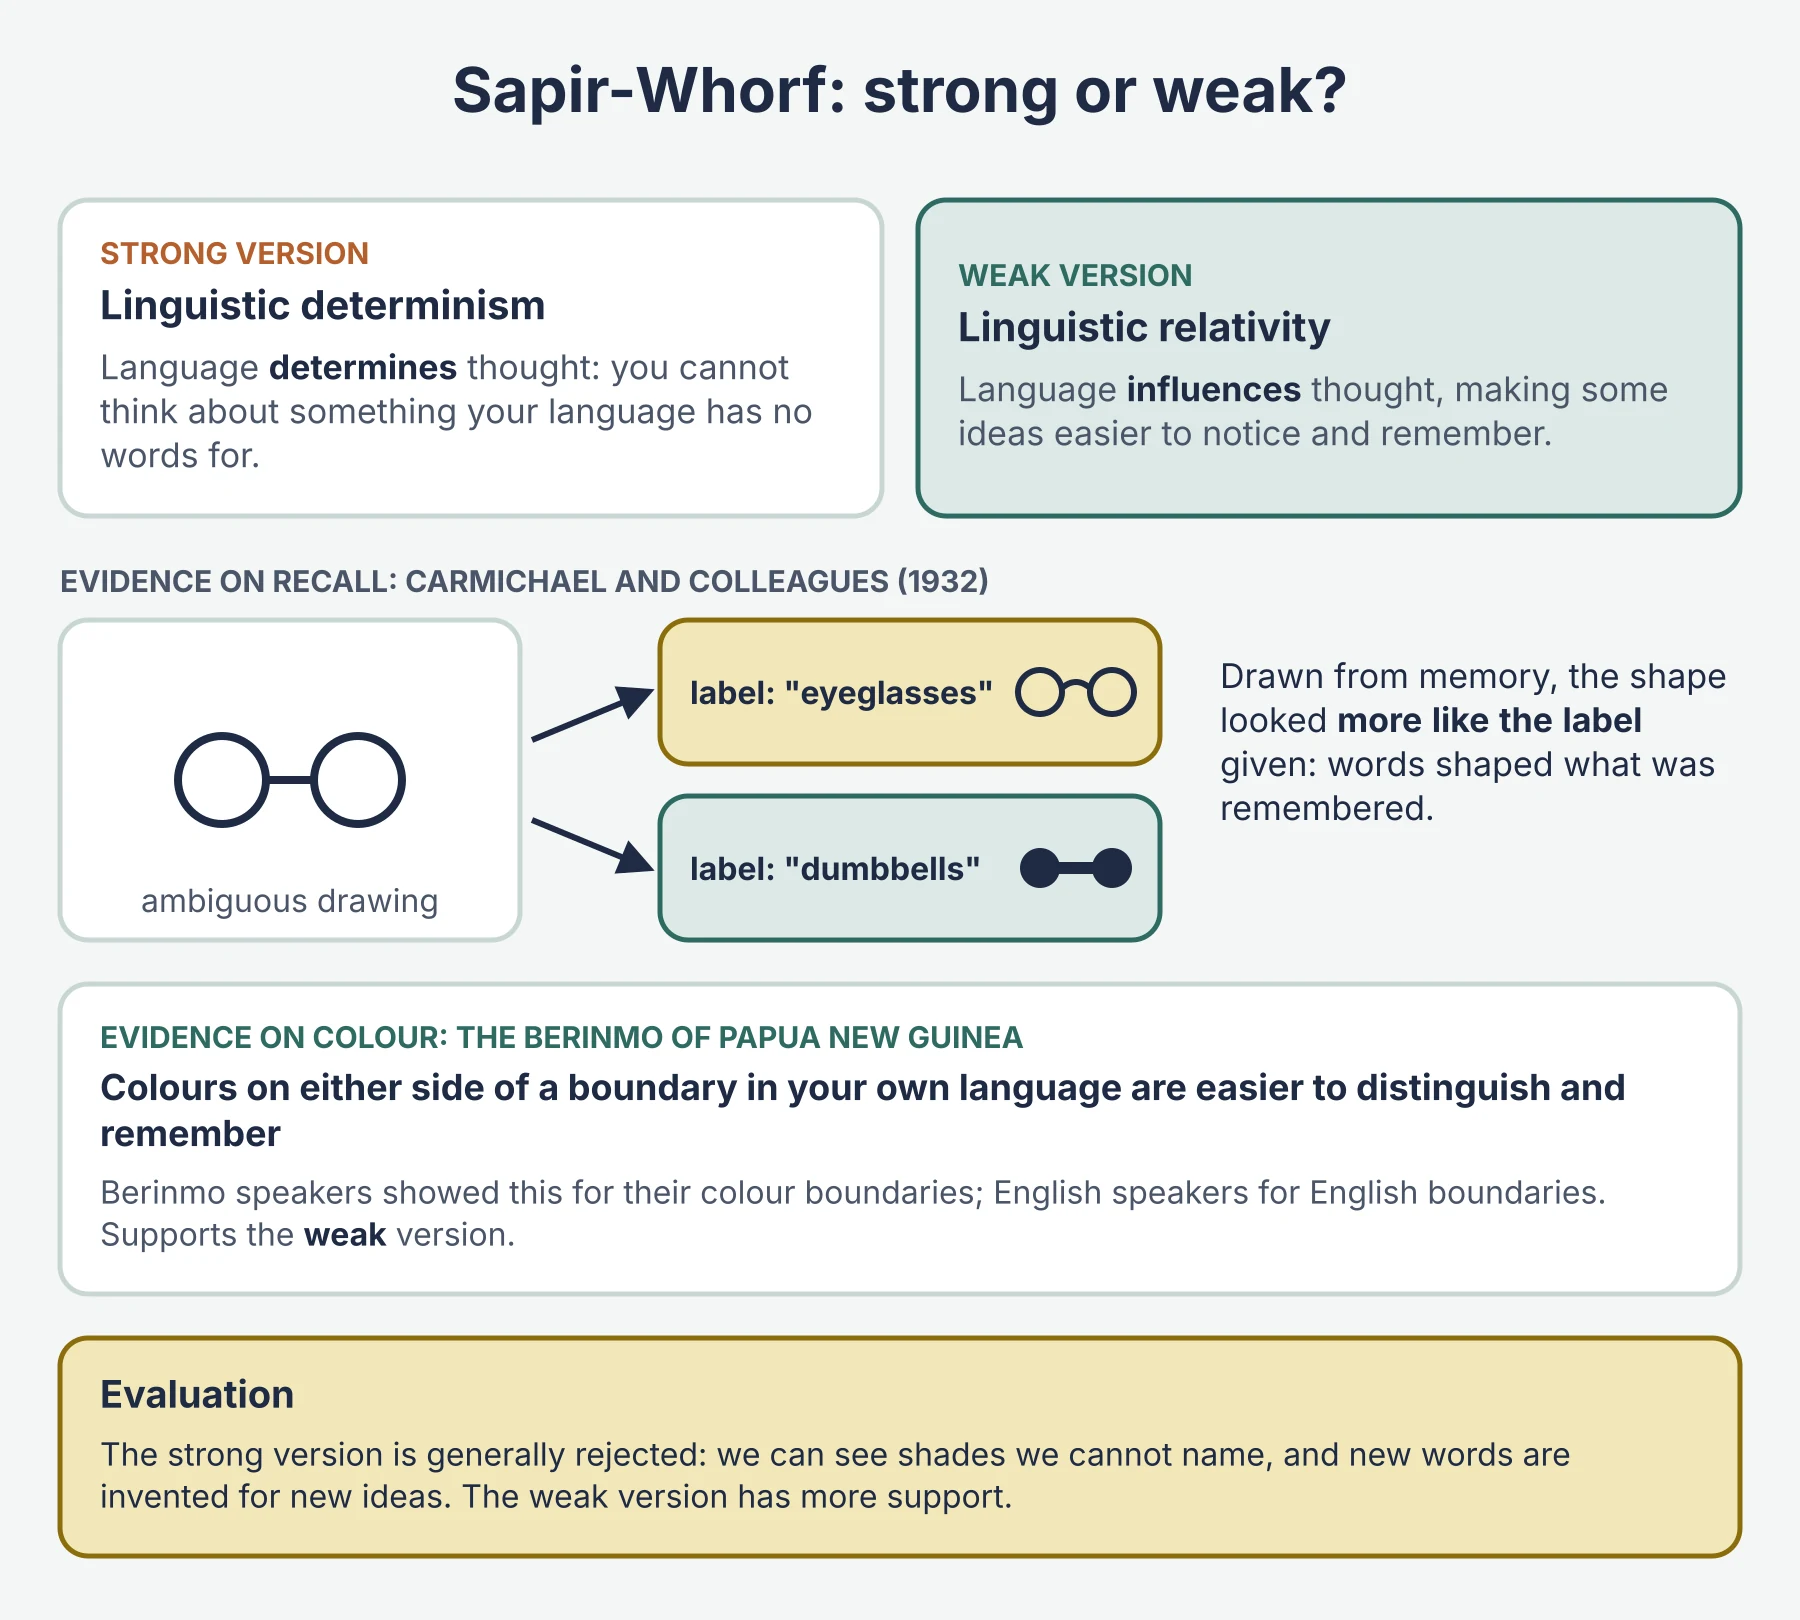 Sapir-Whorf: strong or weak?
STRONG VERSION
Linguistic determinism
Language determines thought: you cannot
think about something your language has no
words for.
WEAK VERSION
Linguistic relativity
Language influences thought, making some
ideas easier to notice and remember.
EVIDENCE ON RECALL: CARMICHAEL AND COLLEAGUES (1932)
ambiguous drawing
label: "eyeglasses"
label: "dumbbells"
Drawn from memory, the shape
looked more like the label
given: words shaped what was
remembered.
EVIDENCE ON COLOUR: THE BERINMO OF PAPUA NEW GUINEA
Colours on either side of a boundary in your own language are easier to distinguish and
remember
Berinmo speakers showed this for their colour boundaries; English speakers for English boundaries.
Supports the weak version.
Evaluation
The strong version is generally rejected: we can see shades we cannot name, and new words are
invented for new ideas. The weak version has more support.